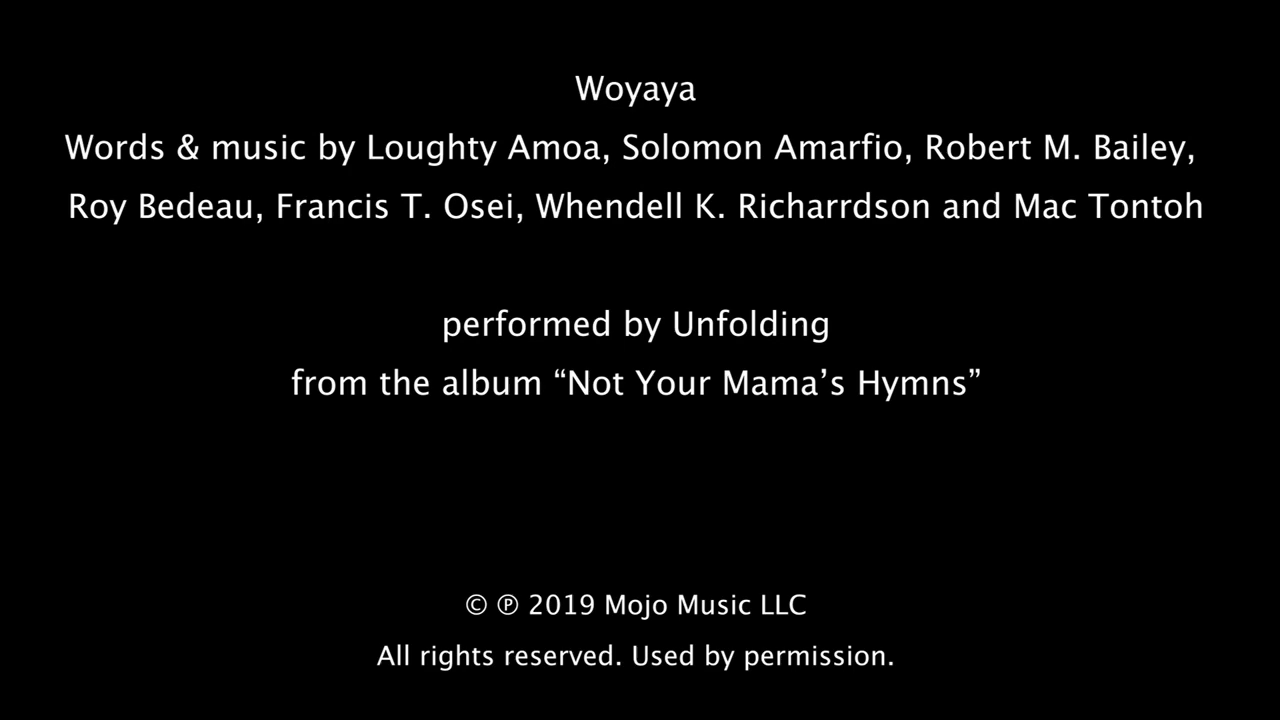 Woyaya
Words & music by Loughty Amoa, Solomon Amarfio, Robert M. Bailey,
Roy Bedeau, Francis T. Osei, Whendell K. Richarrdson and Mac Tontoh
performed by Unfolding
from the album “Not Your Mama’s Hymns”
© ℗ 2019 Mojo Music LLC
All rights reserved. Used by permission.